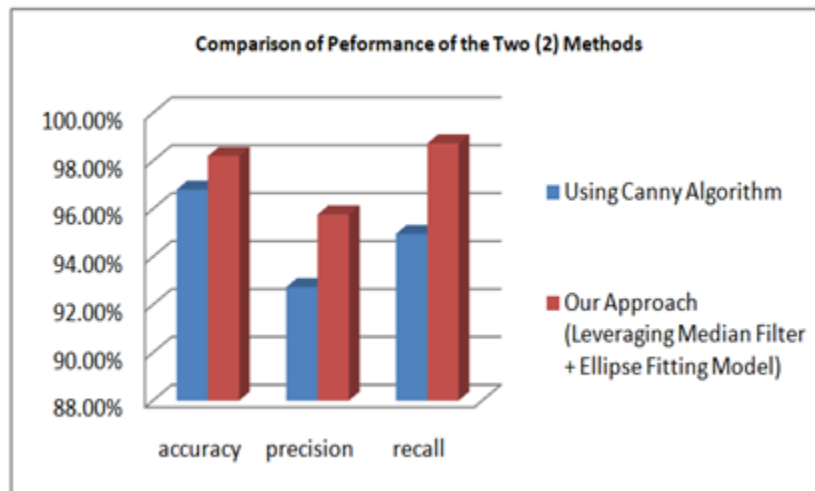 Comparison of Peformance of the Two (2) Methods
100.00%
98.00%
96.00%
94.00%
92.00%
90.00%
88.00%
accuracy precision recall
Using Canny Algorithm
Our Approach
(Leveraging Median Filter
+ Ellipse Fitting Model)